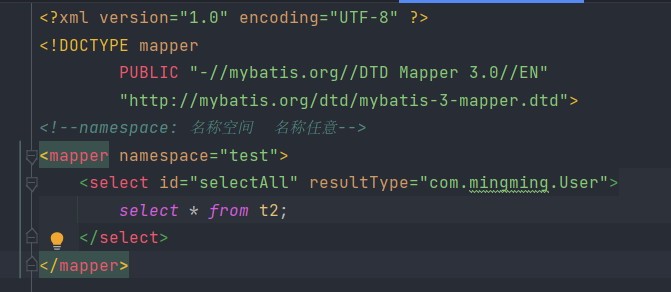 <?xml version="1.0" encoding="UTF-8" ?>
<!DOCTYPE mapper
PUBLIC "-//mybatis.org//DTD Mapper 3.0//EN"
"http://mybatis.org/dtd/mybatis-3-mapper.dtd">
<!--namespace: 名称空间  名称任意-->
<mapper namespace="test">
<select id="selectAll" resultType="com.mingming.User">
select * from t2;
</select>
</mapper>